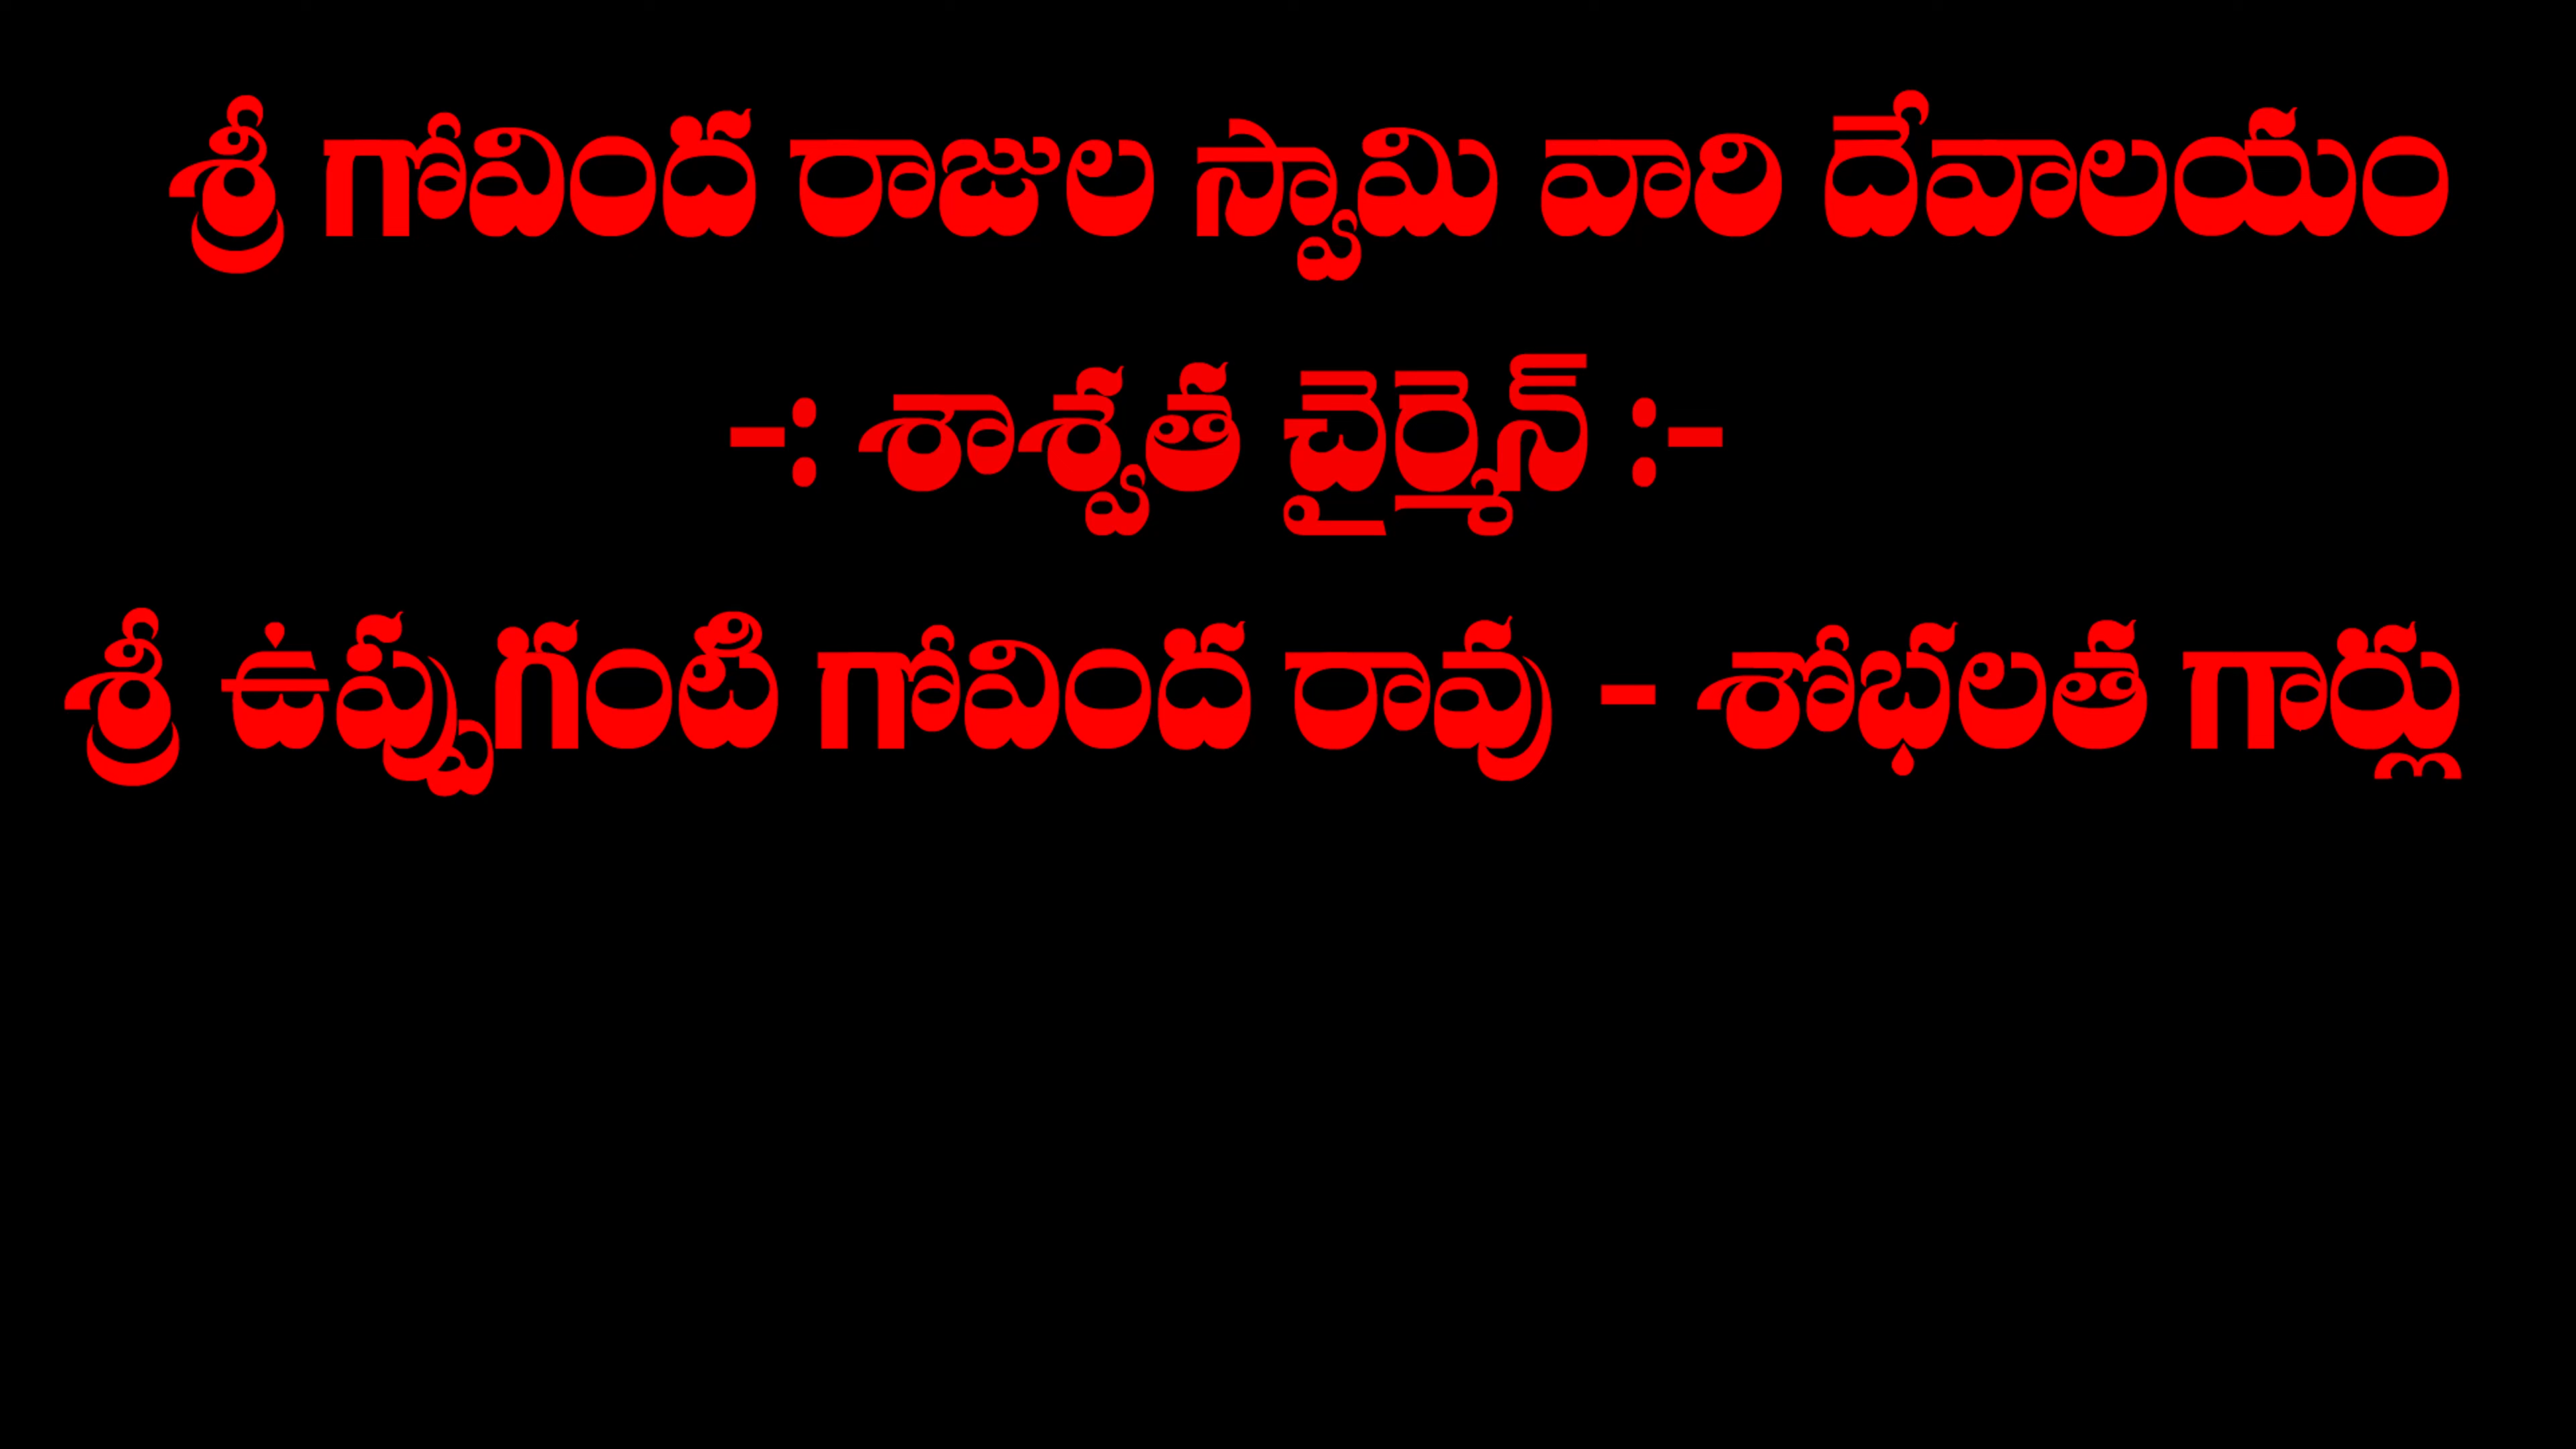 శ్రీ గోవింద రాజుల స్వామి వారి దేవాలయం
-: శాశ్వత ఛైర్మెన్ :-
శ్రీ ఉప్పుగంటి గోవింద రావు - శోభలత గార్లు